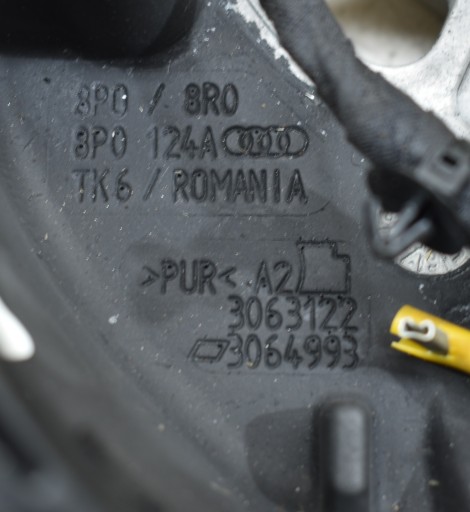 8P0 / 8R0
8P0 124A
TK6 / ROMANIA
>PUR< A2
3063122
3064993